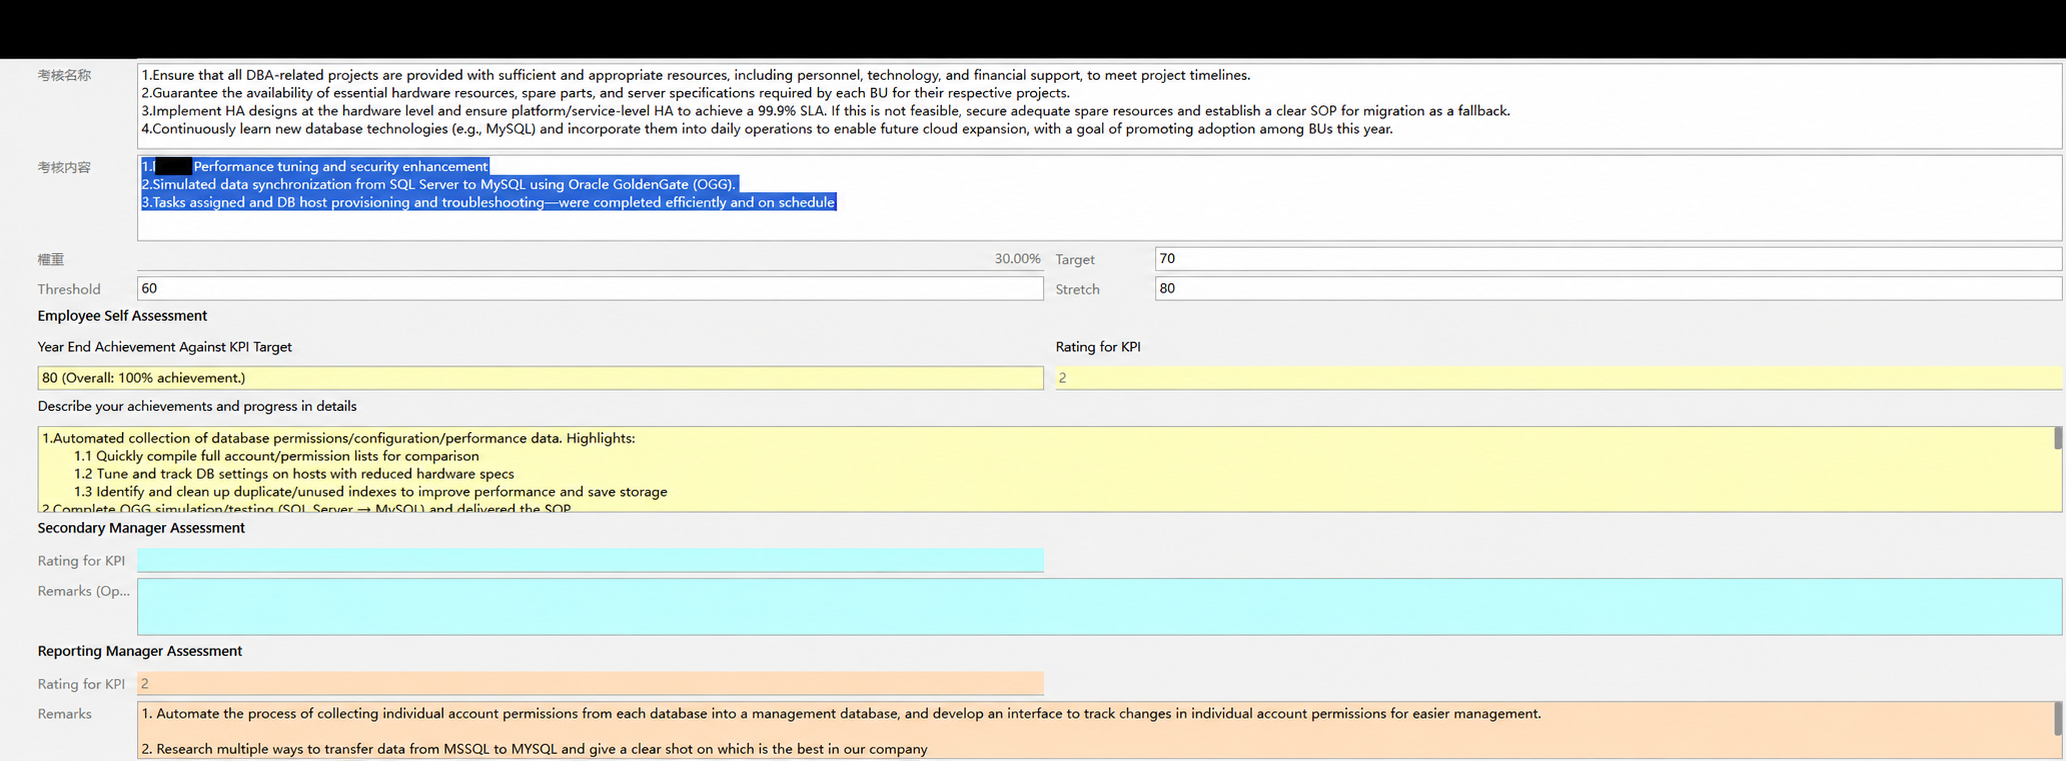 考核名称
1.Ensure that all DBA-related projects are provided with sufficient and appropriate resources, including personnel, technology, and financial support, to meet project timelines.
2.Guarantee the availability of essential hardware resources, spare parts, and server specifications required by each BU for their respective projects.
3.Implement HA designs at the hardware level and ensure platform/service-level HA to achieve a 99.9% SLA. If this is not feasible, secure adequate spare resources and establish a clear SOP for migration as a fallback.
4.Continuously learn new database technologies (e.g., MySQL) and incorporate them into daily operations to enable future cloud expansion, with a goal of promoting adoption among BUs this year.
考核内容
1. Performance tuning and security enhancement
2.Simulated data synchronization from SQL Server to MySQL using Oracle GoldenGate (OGG).
3.Tasks assigned and DB host provisioning and troubleshooting—were completed efficiently and on schedule
權重 30.00% Target 70
Threshold 60 Stretch 80
Employee Self Assessment
Year End Achievement Against KPI Target Rating for KPI
80 (Overall: 100% achievement.) 2
Describe your achievements and progress in details
1.Automated collection of database permissions/configuration/performance data. Highlights:
1.1 Quickly compile full account/permission lists for comparison
1.2 Tune and track DB settings on hosts with reduced hardware specs
1.3 Identify and clean up duplicate/unused indexes to improve performance and save storage
2.Complete OGG simulation/testing (SQL Server → MySQL) and delivered the SOP
Secondary Manager Assessment
Rating for KPI
Remarks (Op...
Reporting Manager Assessment
Rating for KPI 2
Remarks
1. Automate the process of collecting individual account permissions from each database into a management database, and develop an interface to track changes in individual account permissions for easier management.
2. Research multiple ways to transfer data from MSSQL to MYSQL and give a clear shot on which is the best in our company